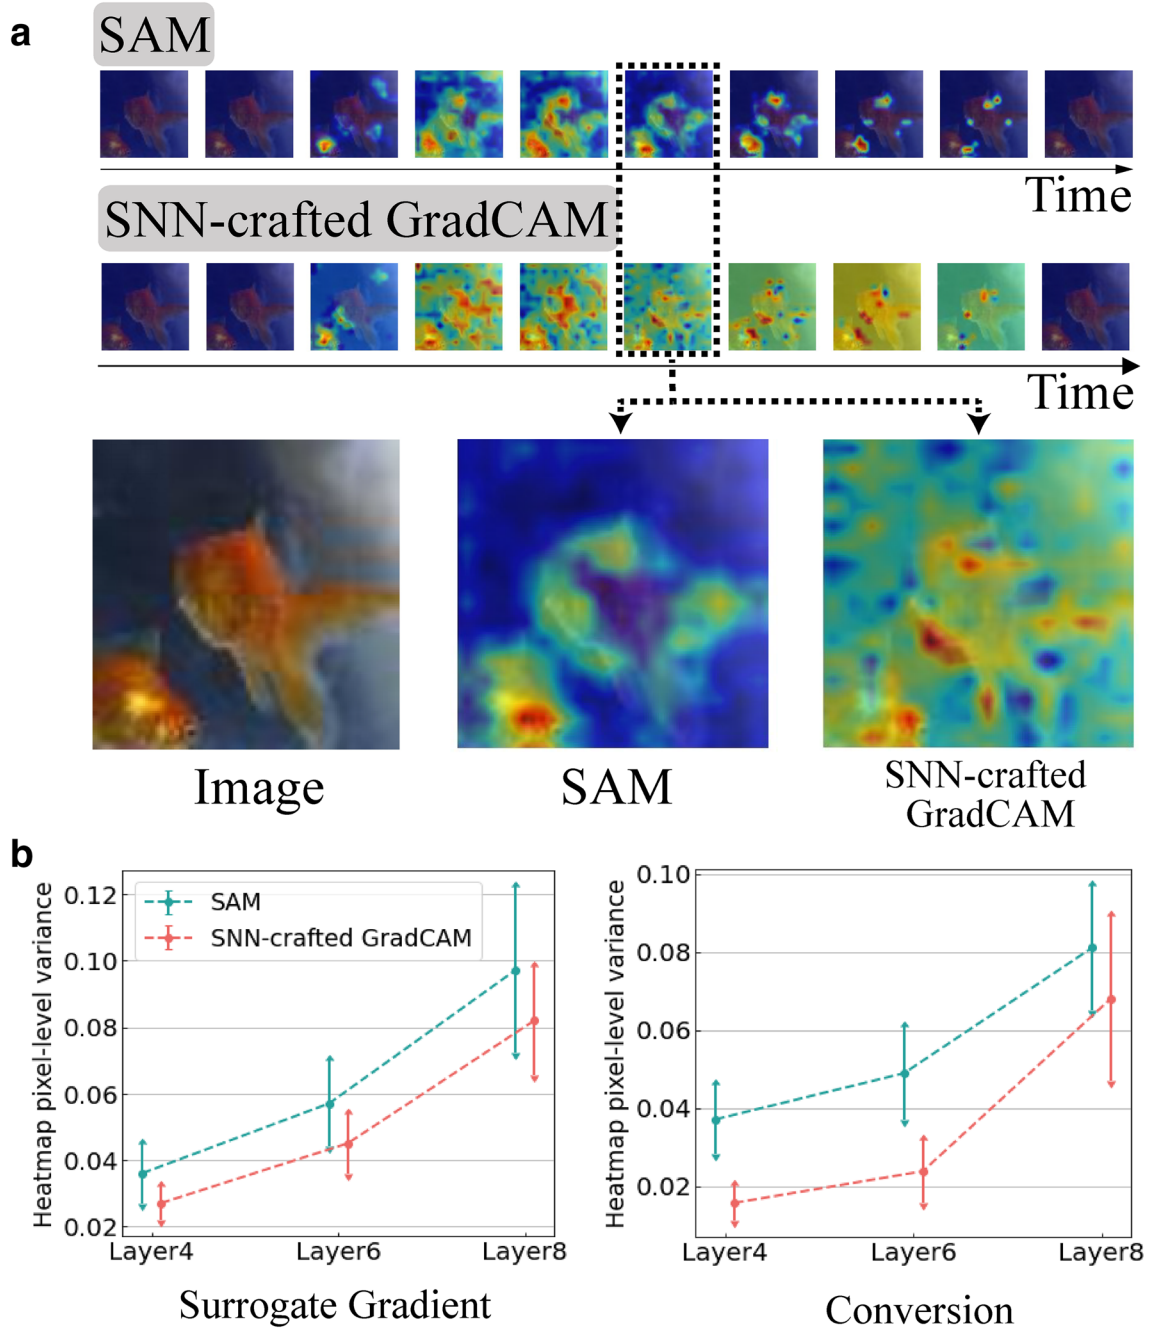 a
SAM
Time
SNN-crafted GradCAM
Time
Image
SAM
SNN-crafted
GradCAM
b
Heatmap pixel-level variance
0.12
0.10
0.08
0.06
0.04
0.02
SAM
SNN-crafted GradCAM
Layer4
Layer6
Layer8
Surrogate Gradient
Heatmap pixel-level variance
0.10
0.08
0.06
0.04
0.02
Layer4
Layer6
Layer8
Conversion